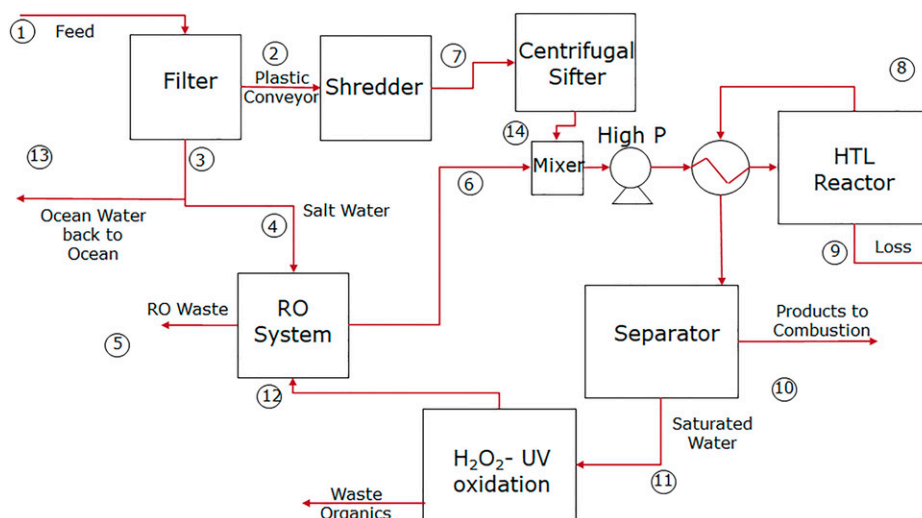 1
Feed
Filter
2
Plastic
Conveyor
Shredder
7
Centrifugal
Sifter
8
13
3
14
Mixer
High P
HTL
Reactor
Ocean Water
back to
Ocean
4
Salt Water
6
9
Loss
RO Waste
5
RO
System
Separator
Products to
Combustion
10
12
Saturated
Water
11
H₂O₂- UV
oxidation
Waste
Organics